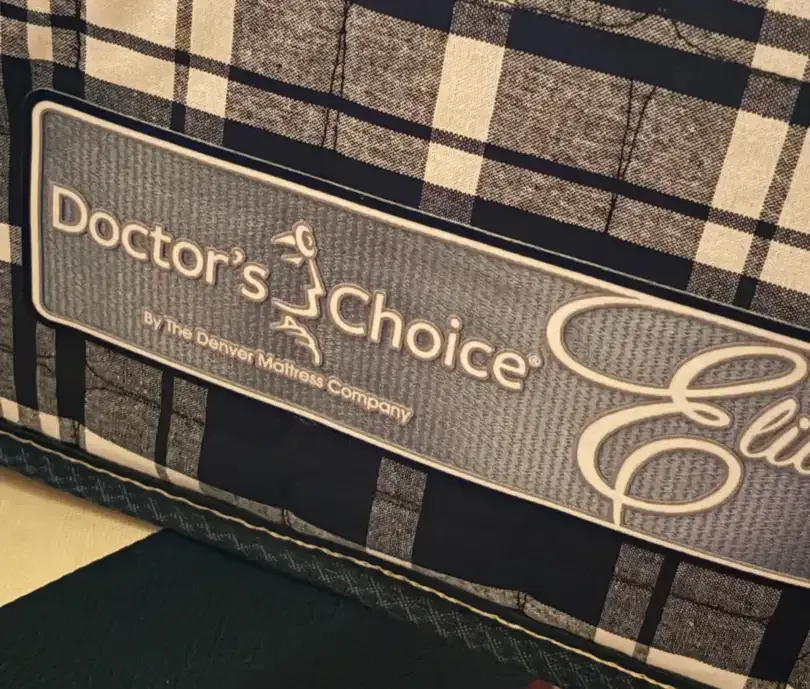 Doctor's Choice®
By The Denver Mattress Company